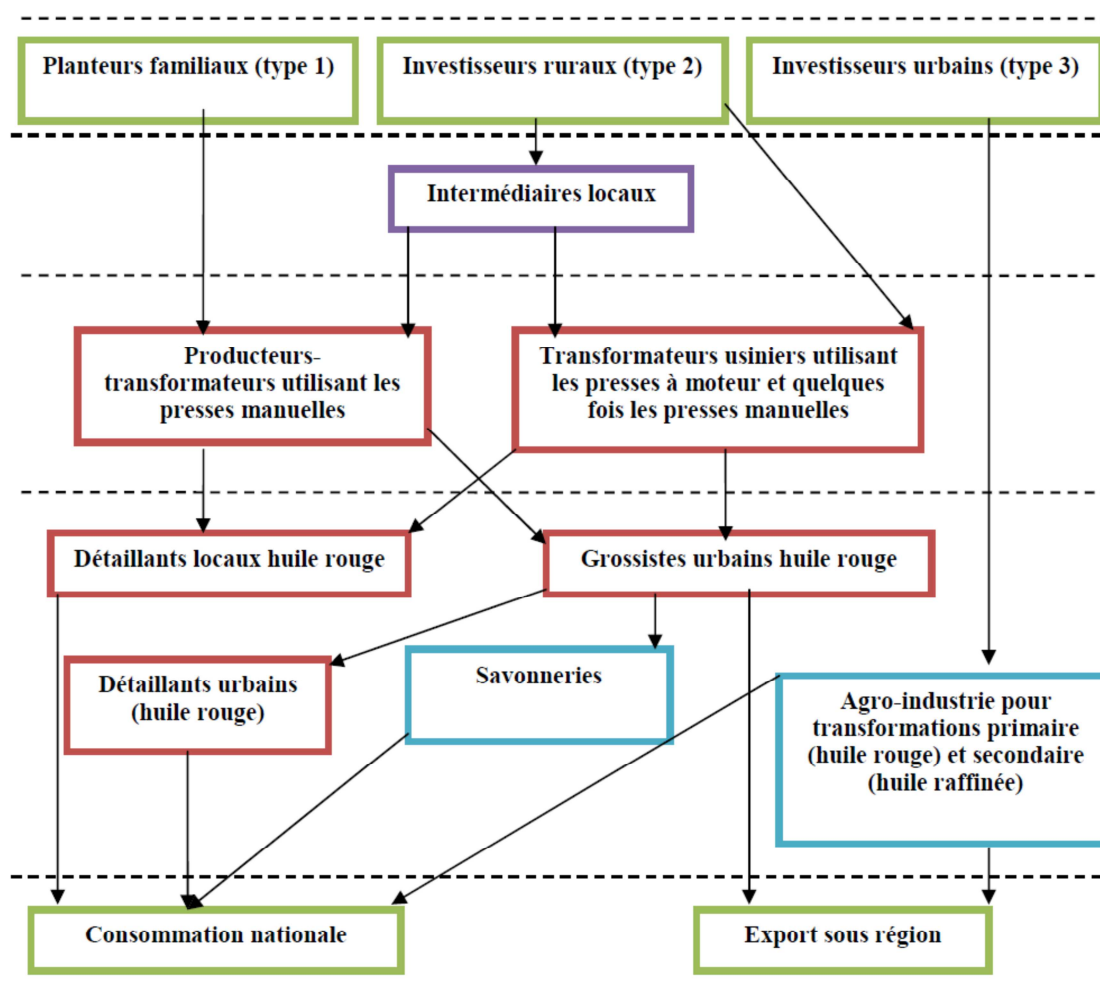 Planteurs familiaux (type 1)
Investisseurs ruraux (type 2)
Investisseurs urbains (type 3)
Intermédiaires locaux
Producteurs-
transformateurs utilisant les
presses manuelles
Transformateurs usiniers utilisant
les presses à moteur et quelques
fois les presses manuelles
Détaillants locaux huile rouge
Grossistes urbains huile rouge
Détaillants urbains
(huile rouge)
Savonneries
Agro-industrie pour
transformations primaire
(huile rouge) et secondaire
(huile raffinée)
Consommation nationale
Export sous région